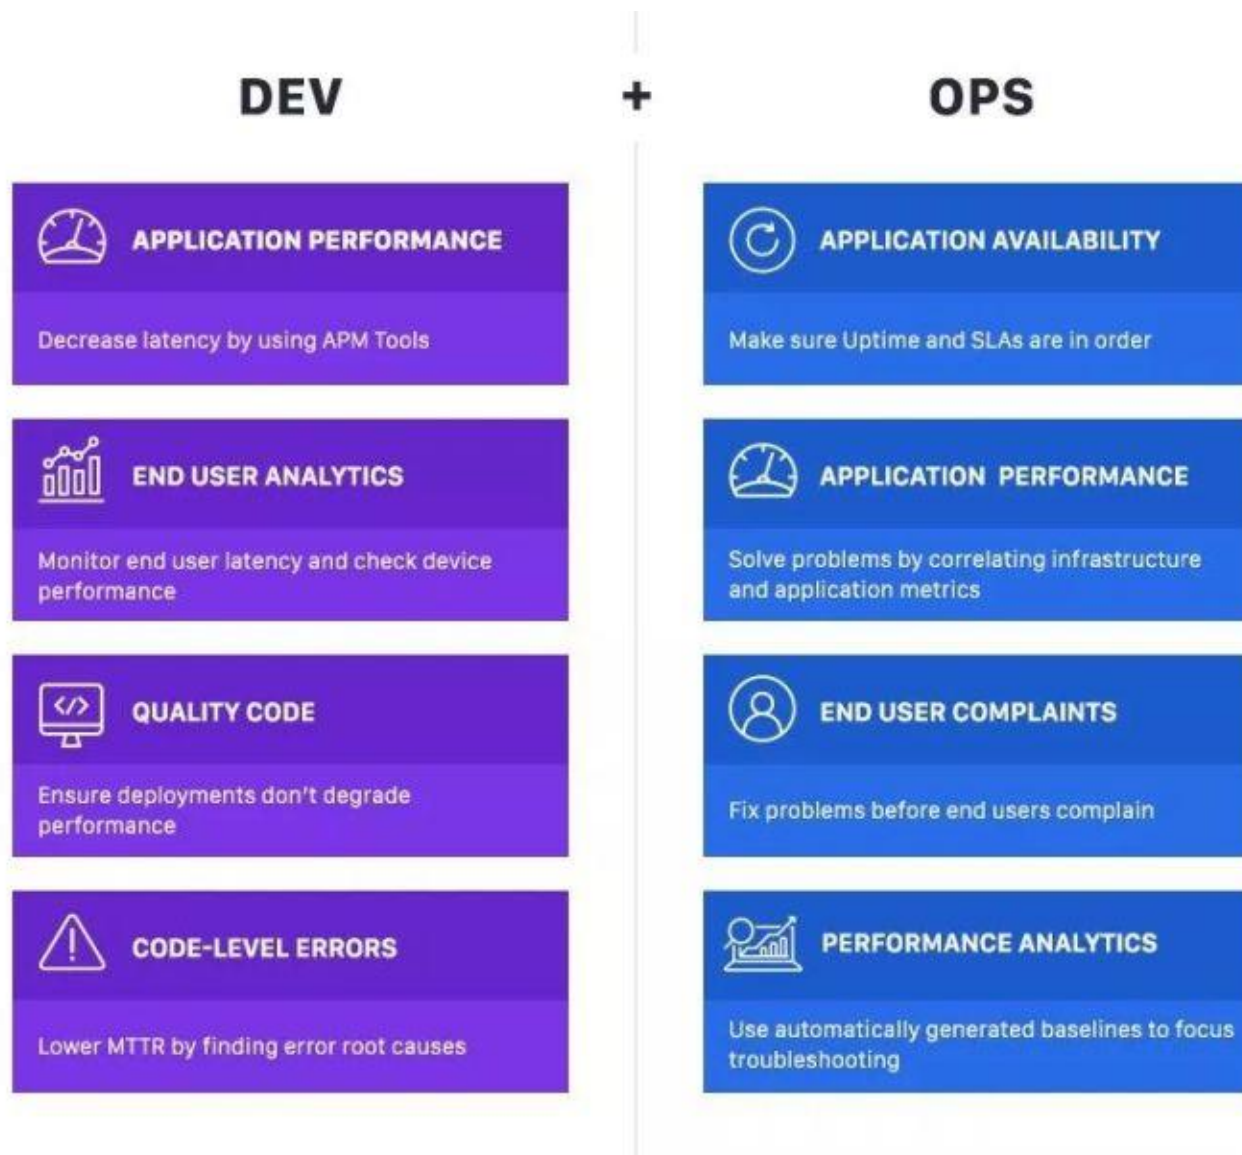 DEV + OPS
APPLICATION PERFORMANCE
Decrease latency by using APM Tools
END USER ANALYTICS
Monitor end user latency and check device
performance
</>
QUALITY CODE
Ensure deployments don't degrade
performance
CODE-LEVEL ERRORS
Lower MTTR by finding error root causes
APPLICATION AVAILABILITY
Make sure Uptime and SLAs are in order
APPLICATION PERFORMANCE
Solve problems by correlating infrastructure
and application metrics
END USER COMPLAINTS
Fix problems before end users complain
PERFORMANCE ANALYTICS
Use automatically generated baselines to focus
troubleshooting